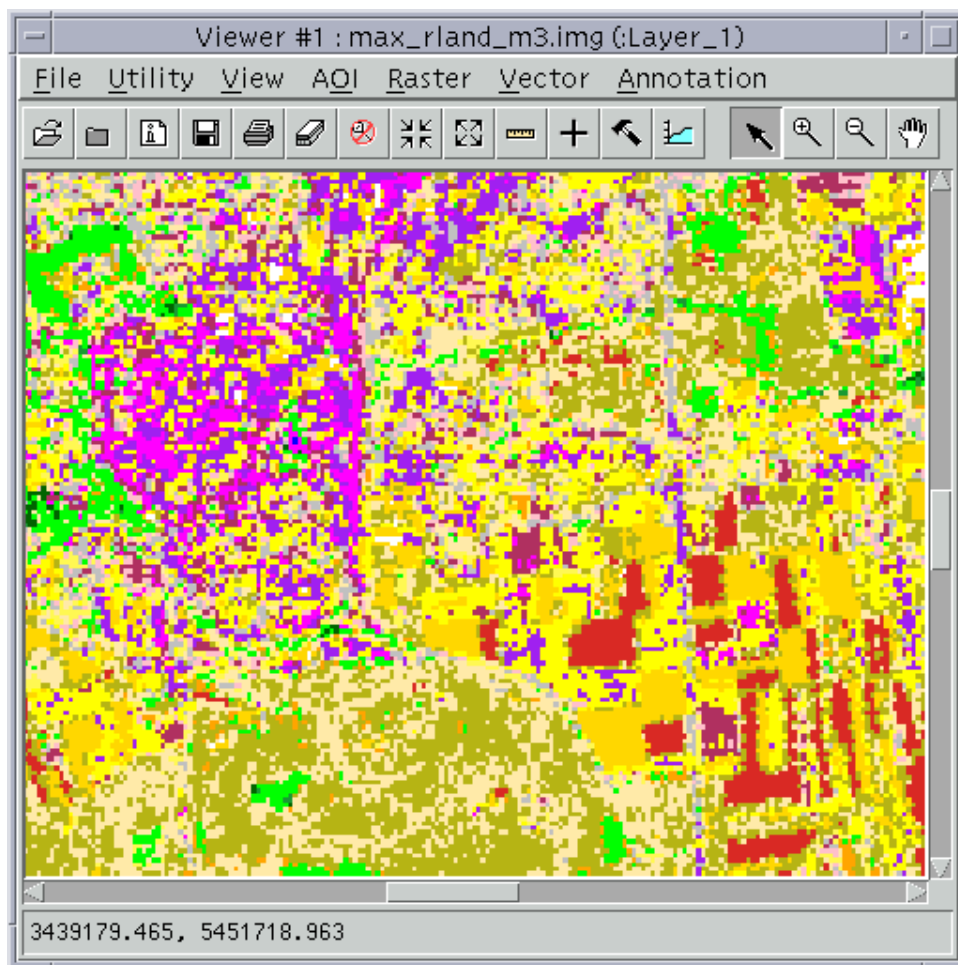 Viewer #1 : max_rland_m3.img (:Layer_1)
File Utility View AOI Raster Vector Annotation
3439179.465, 5451718.963